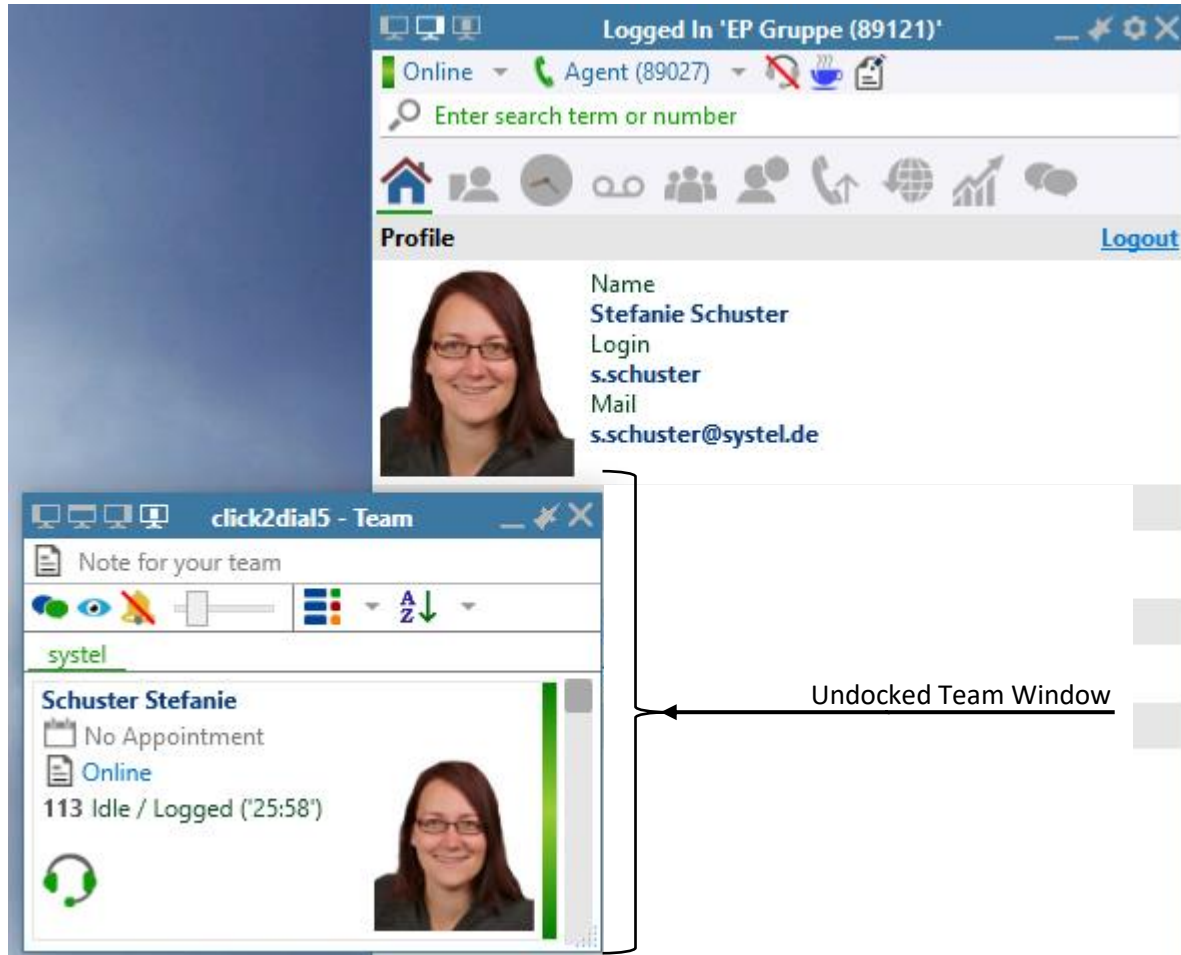 Logged In 'EP Gruppe (89121)'
Online Agent (89027)
Enter search term or number
Profile Logout
Name
Stefanie Schuster
Login
s.schuster
Mail
s.schuster@systel.de
click2dial5 - Team
Note for your team
A
Z
systel
Schuster Stefanie
No Appointment
Online
113 Idle / Logged ('25:58')
Undocked Team Window